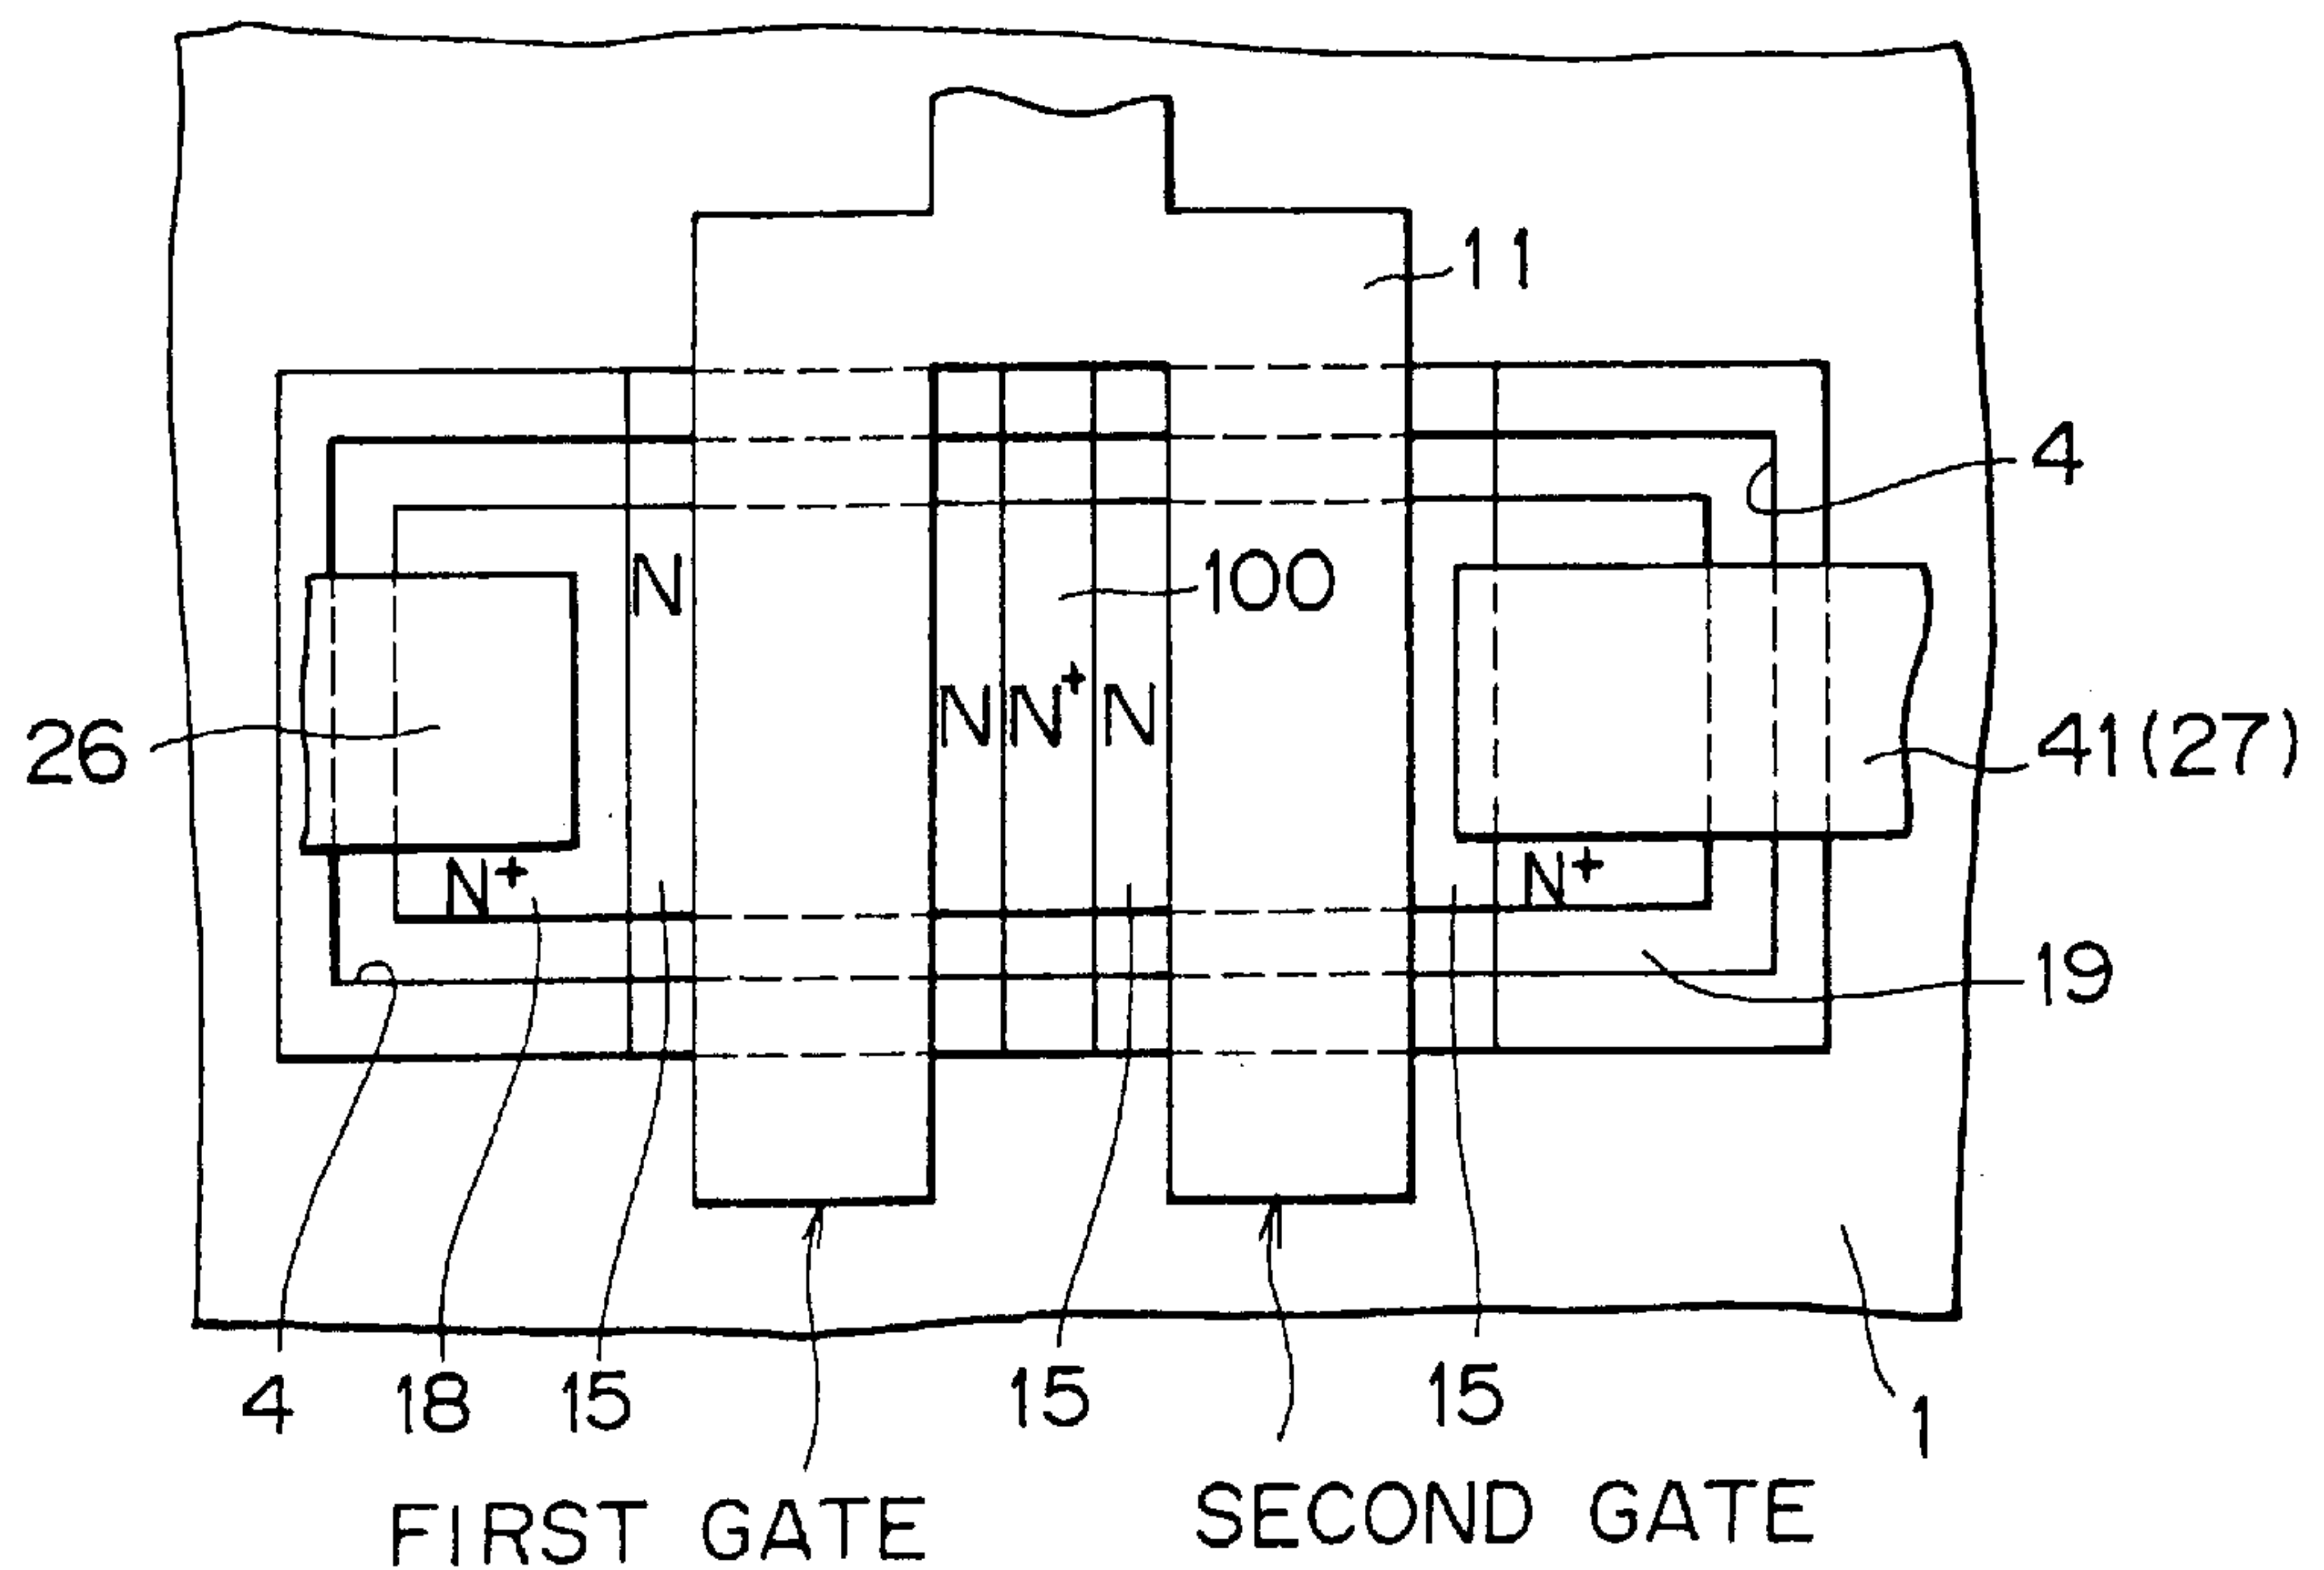 11
4
N
100
N N⁺ N
26
41(27)
N⁺
N⁺
19
4 18 15 15 15 1
FIRST GATE
SECOND GATE